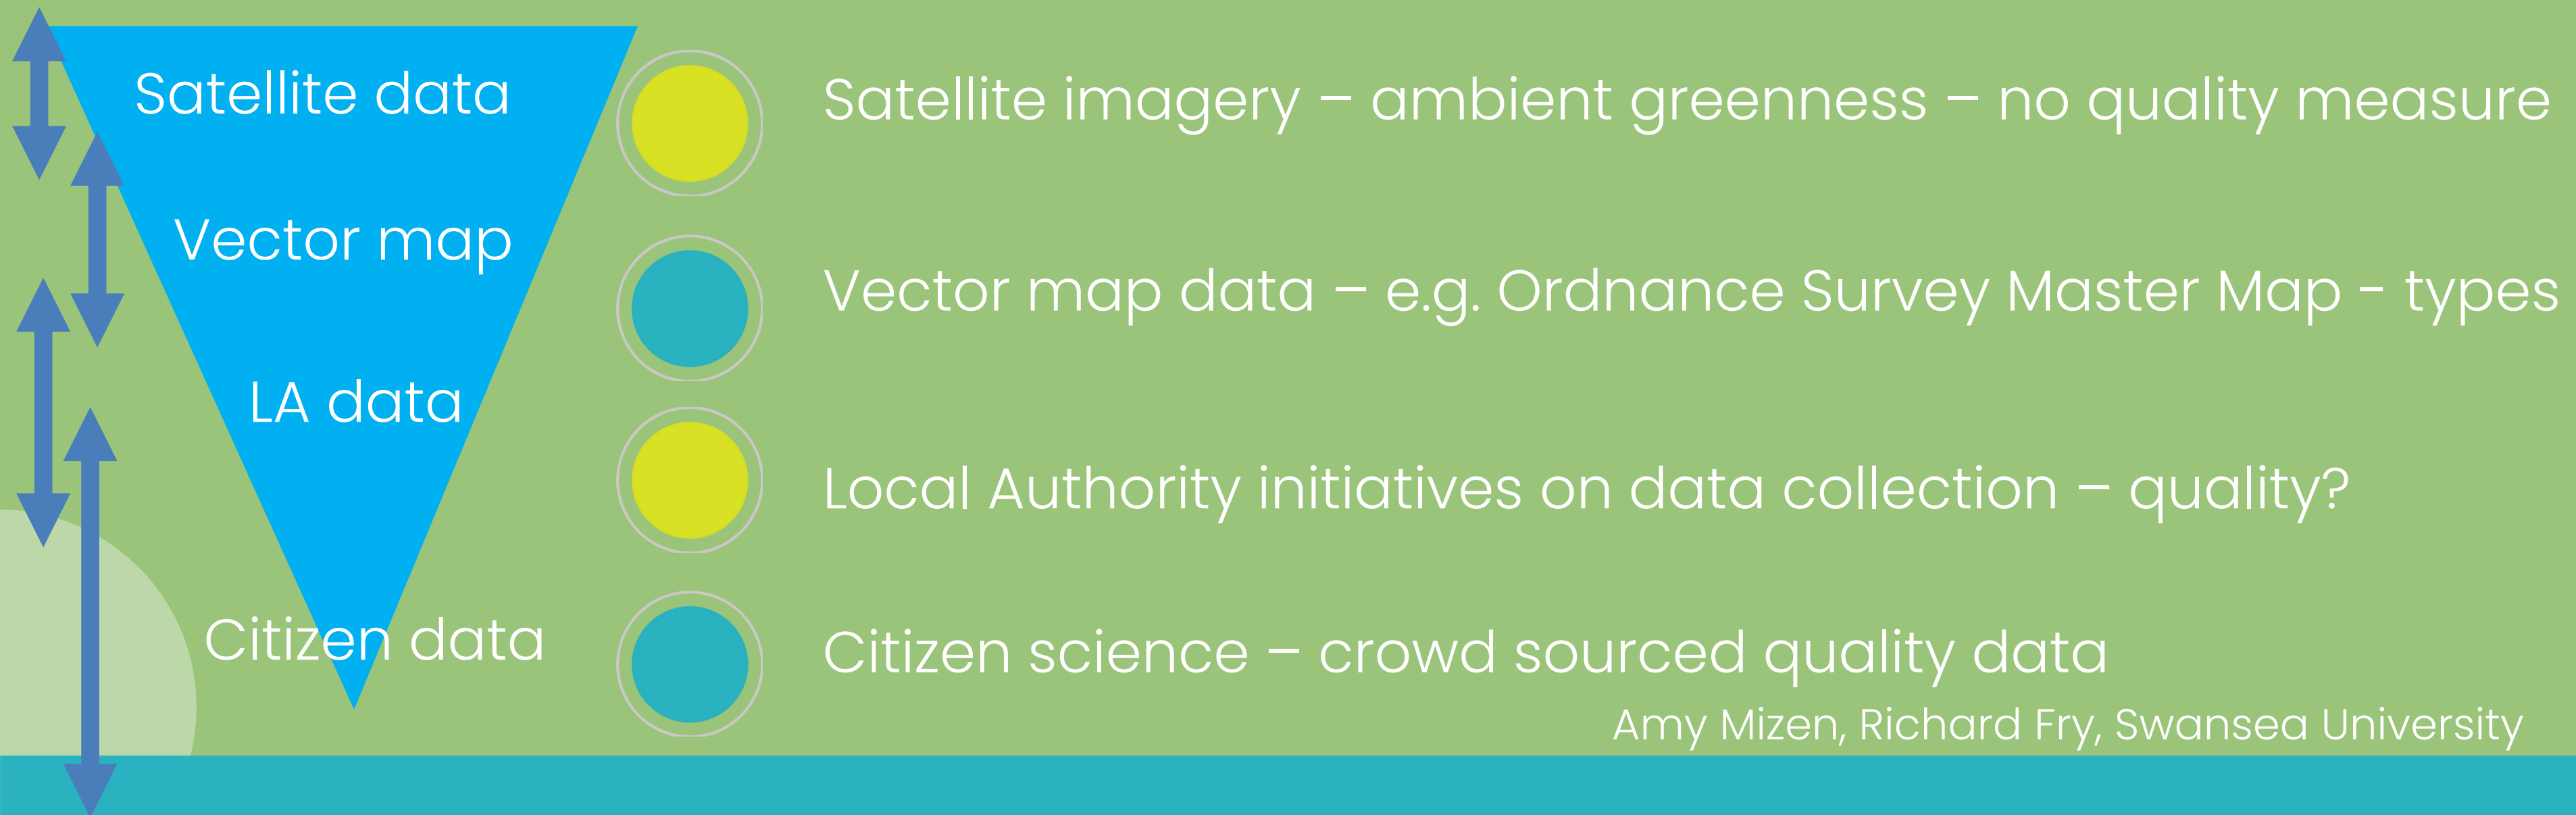 Satellite data
Vector map
LA data
Citizen data
Satellite imagery – ambient greenness – no quality measure
Vector map data – e.g. Ordnance Survey Master Map - types
Local Authority initiatives on data collection – quality?
Citizen science – crowd sourced quality data
Amy Mizen, Richard Fry, Swansea University